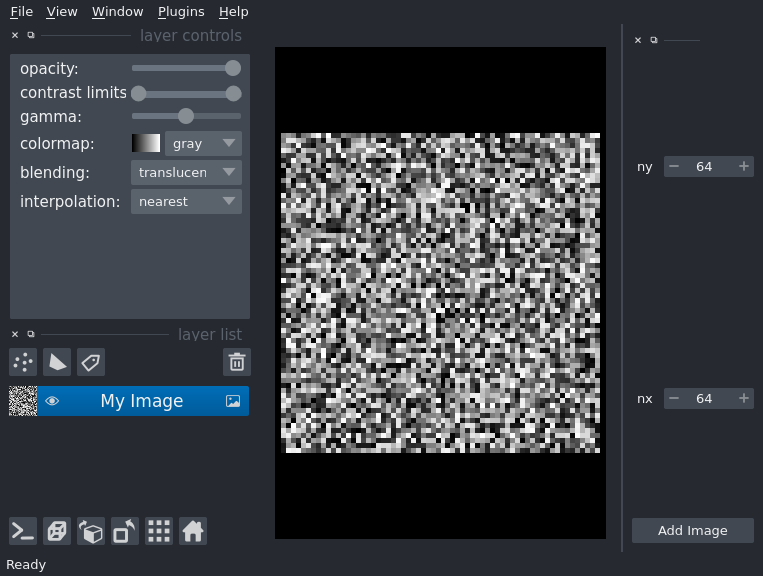 File View Window Plugins Help
layer controls
opacity:
contrast limits
gamma:
colormap: gray
blending: translucen
interpolation: nearest
layer list
My Image
ny 64
nx 64
Add Image
Ready